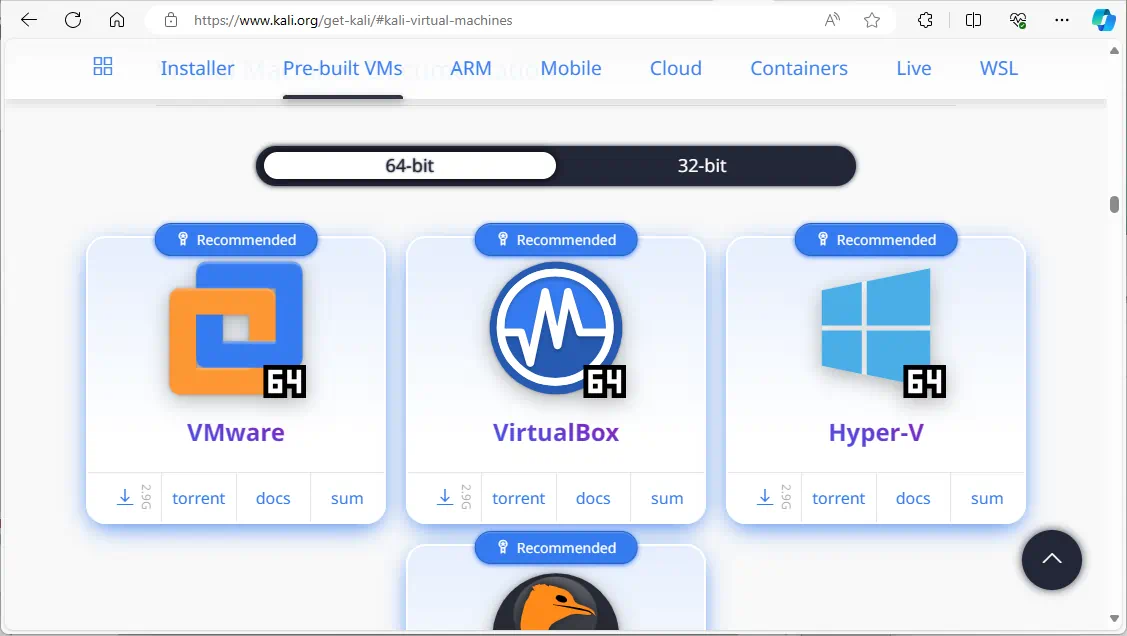 https://www.kali.org/get-kali/#kali-virtual-machines
Installer Pre-built VMs ARM Mobile Cloud Containers Live WSL
64-bit 32-bit
Recommended Recommended Recommended
64 64 64
VMware VirtualBox Hyper-V
2.9G torrent docs sum 2.9G torrent docs sum 2.9G torrent docs sum
Recommended